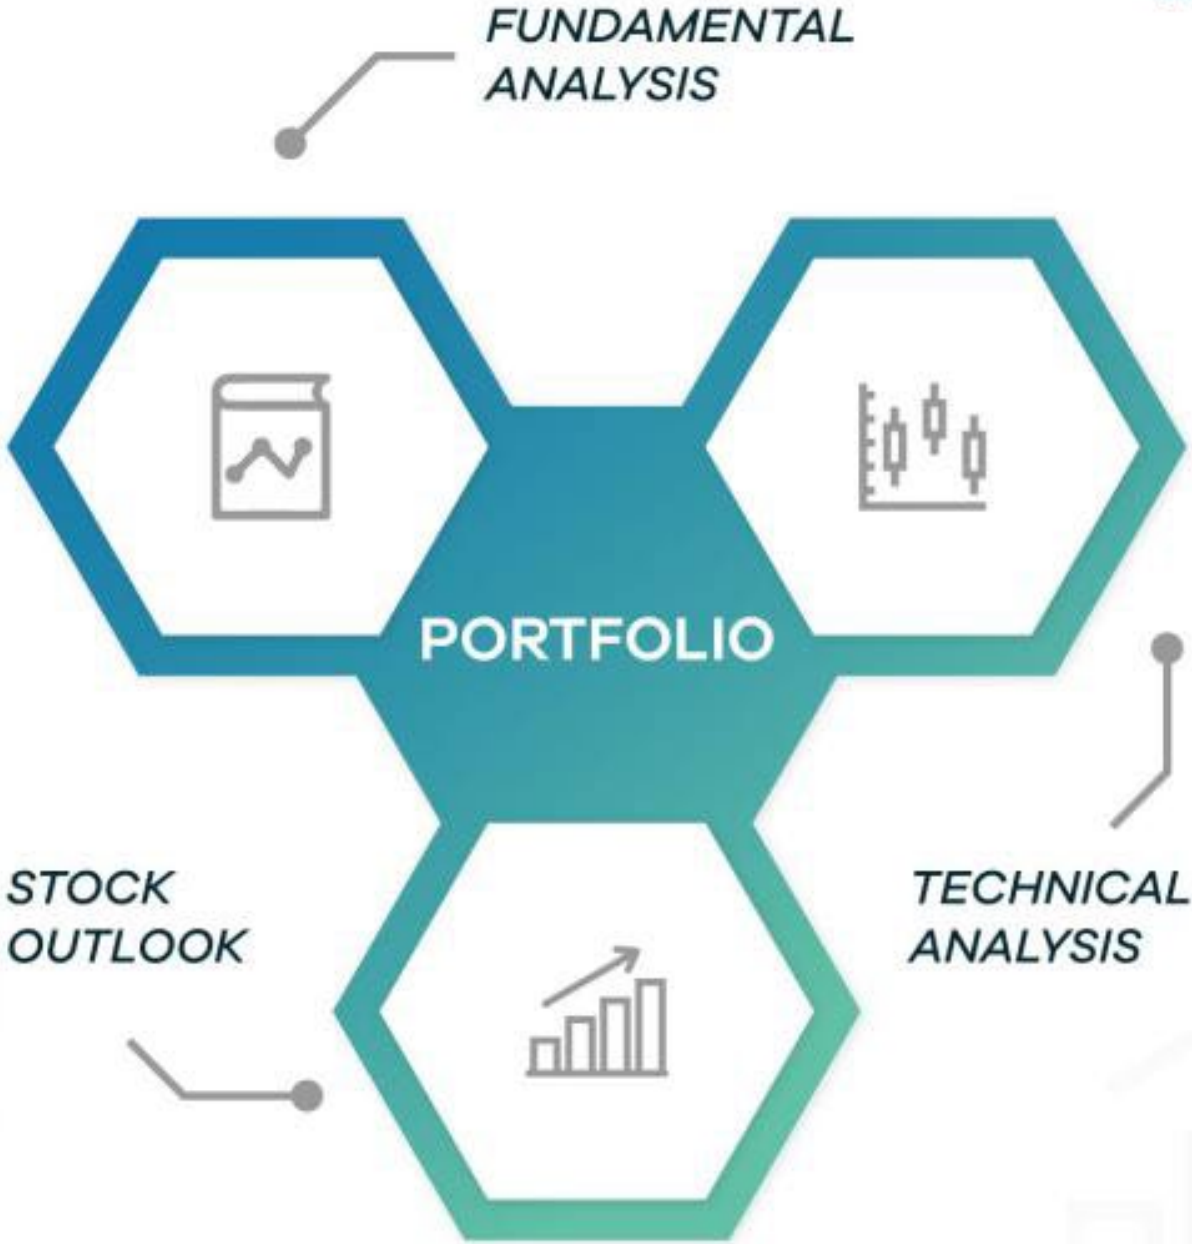 FUNDAMENTAL
ANALYSIS
PORTFOLIO
STOCK
OUTLOOK
TECHNICAL
ANALYSIS